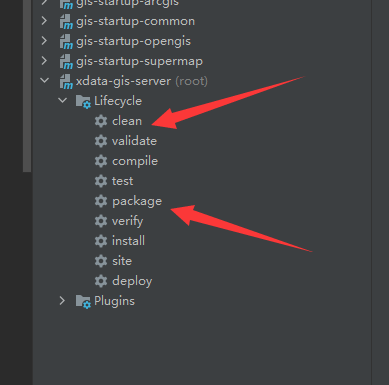 gis-startup-arcgis
gis-startup-common
gis-startup-opengis
gis-startup-supermap
xdata-gis-server (root)
Lifecycle
clean
validate
compile
test
package
verify
install
site
deploy
Plugins